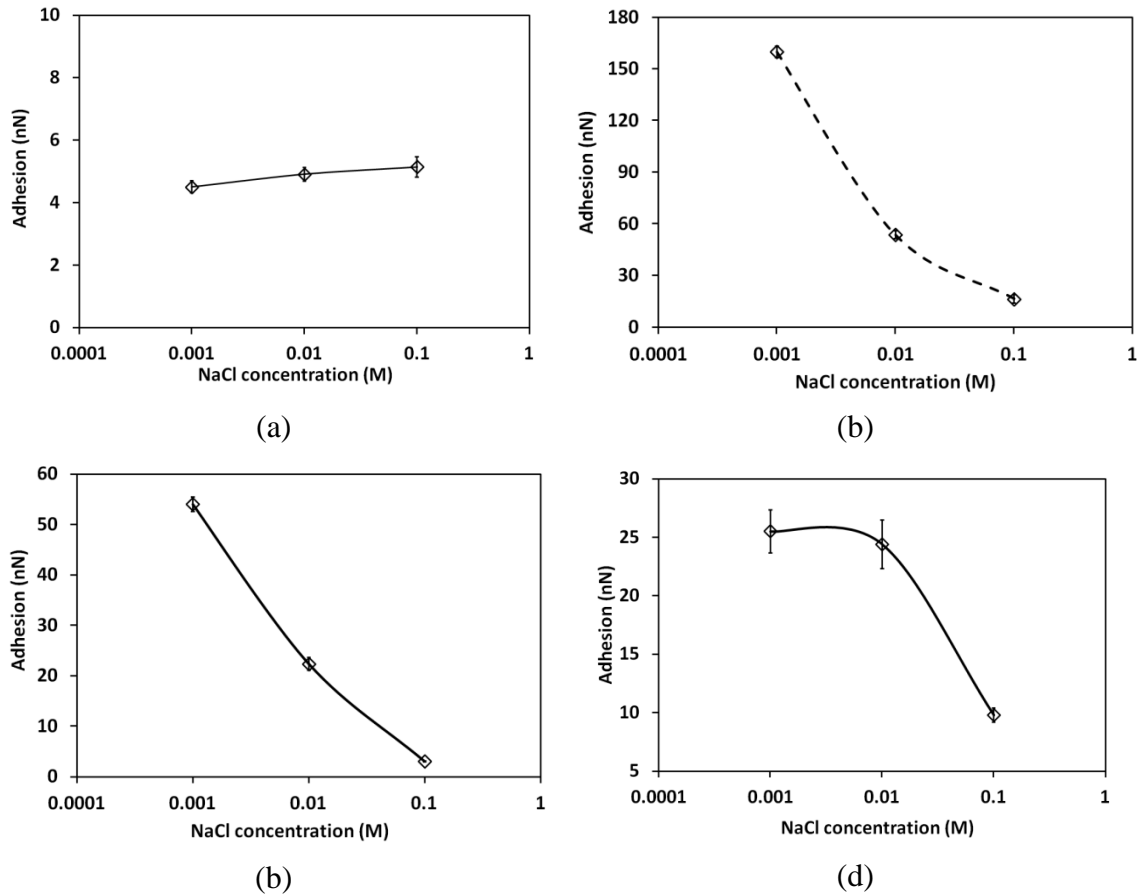 10
8
6
4
2
0
Adhesion (nN)
0.0001 0.001 0.01 0.1 1
NaCl concentration (M)
(a)
180
150
120
90
60
30
0
Adhesion (nN)
0.0001 0.001 0.01 0.1 1
NaCl concentration (M)
(b)
60
50
40
30
20
10
0
Adhesion (nN)
0.0001 0.001 0.01 0.1 1
NaCl concentration (M)
(b)
30
25
20
15
10
5
Adhesion (nN)
0.0001 0.001 0.01 0.1 1
NaCl concentration (M)
(d)